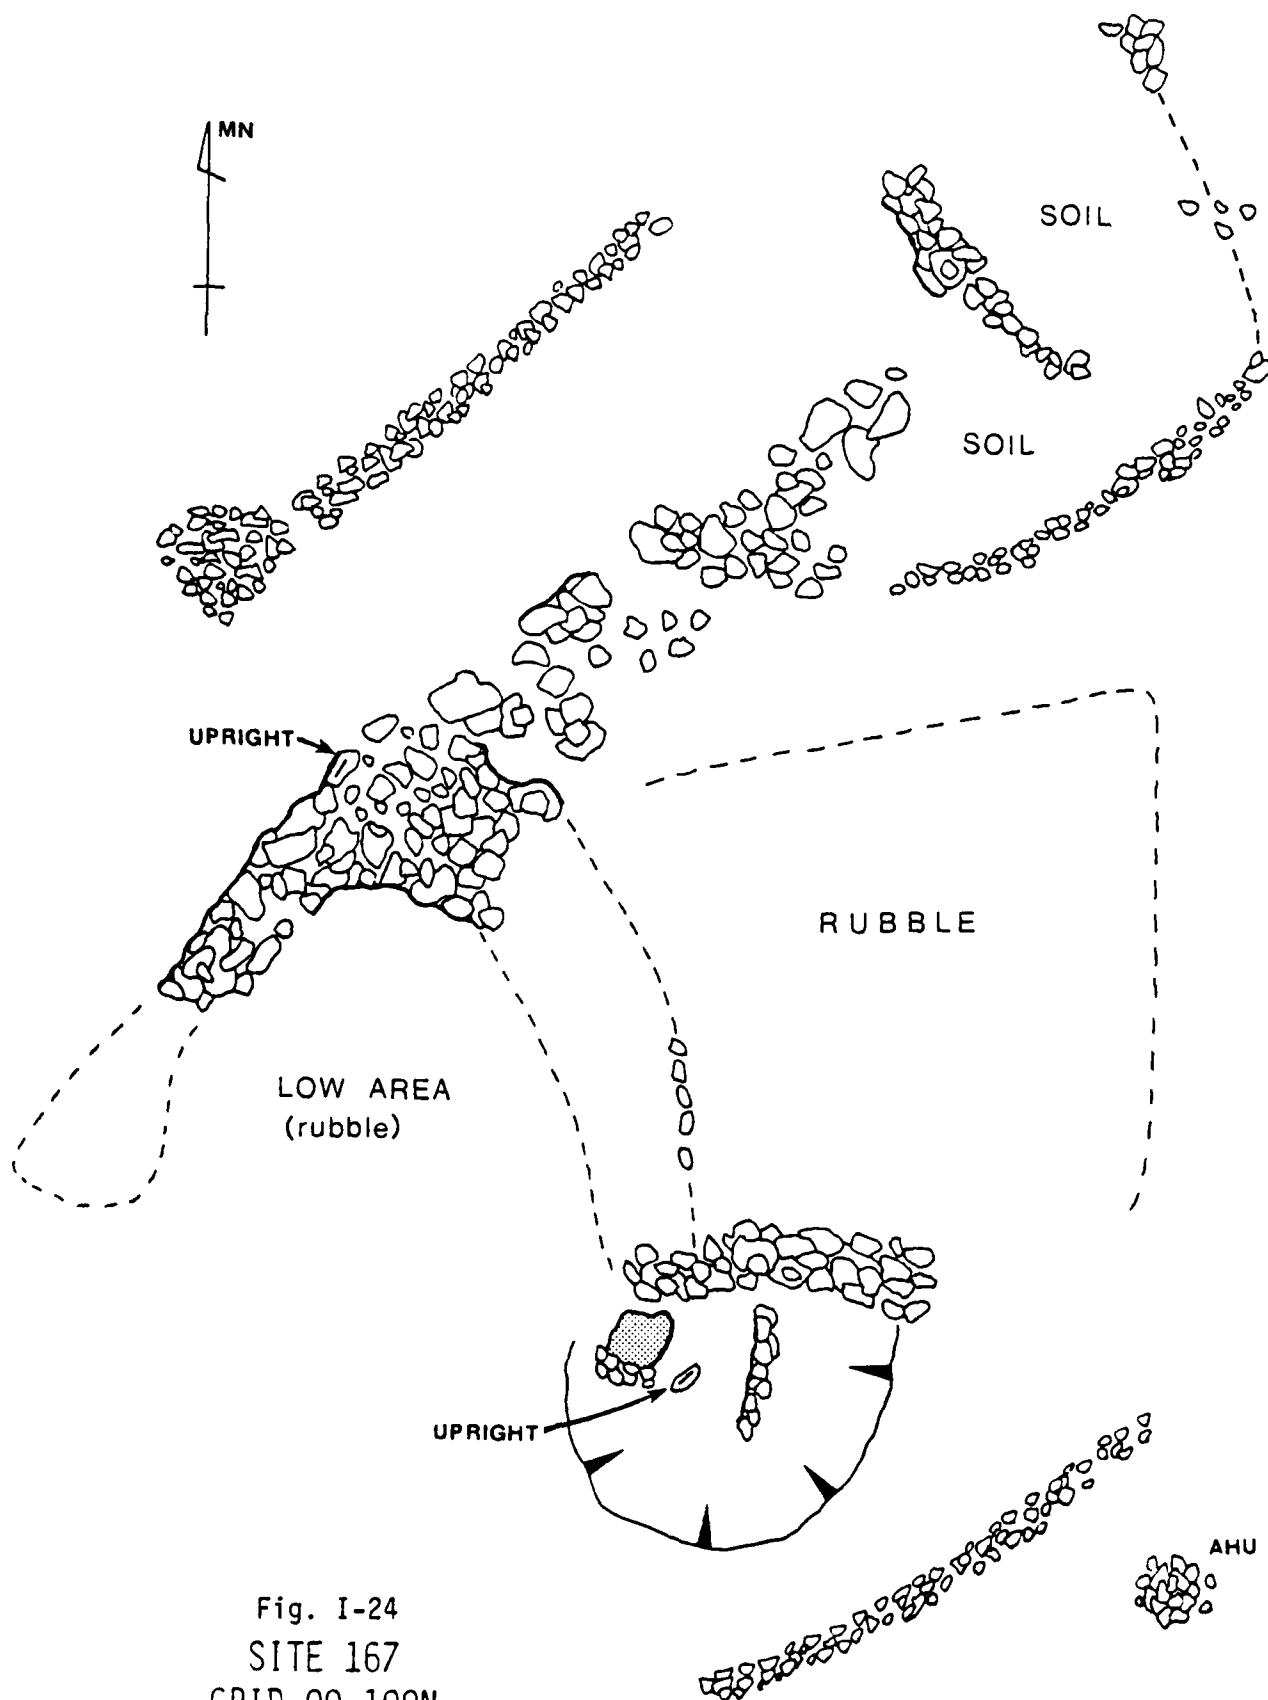 MN
SOIL
SOIL
UPRIGHT
RUBBLE
LOW AREA
(rubble)
UPRIGHT
AHU
Fig. I-24
SITE 167